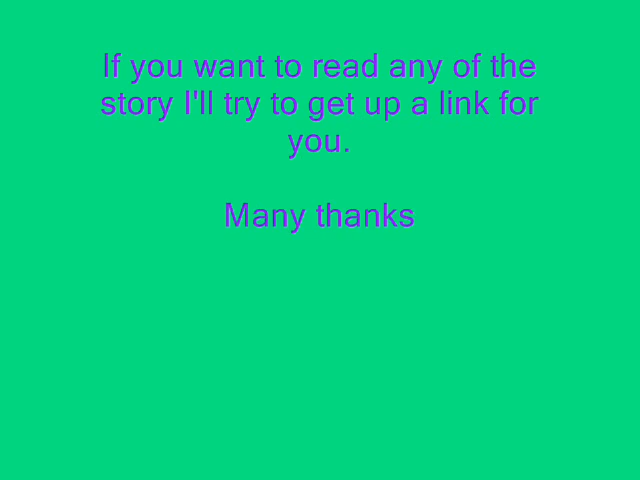 If you want to read any of the
story I'll try to get up a link for
you.
Many thanks